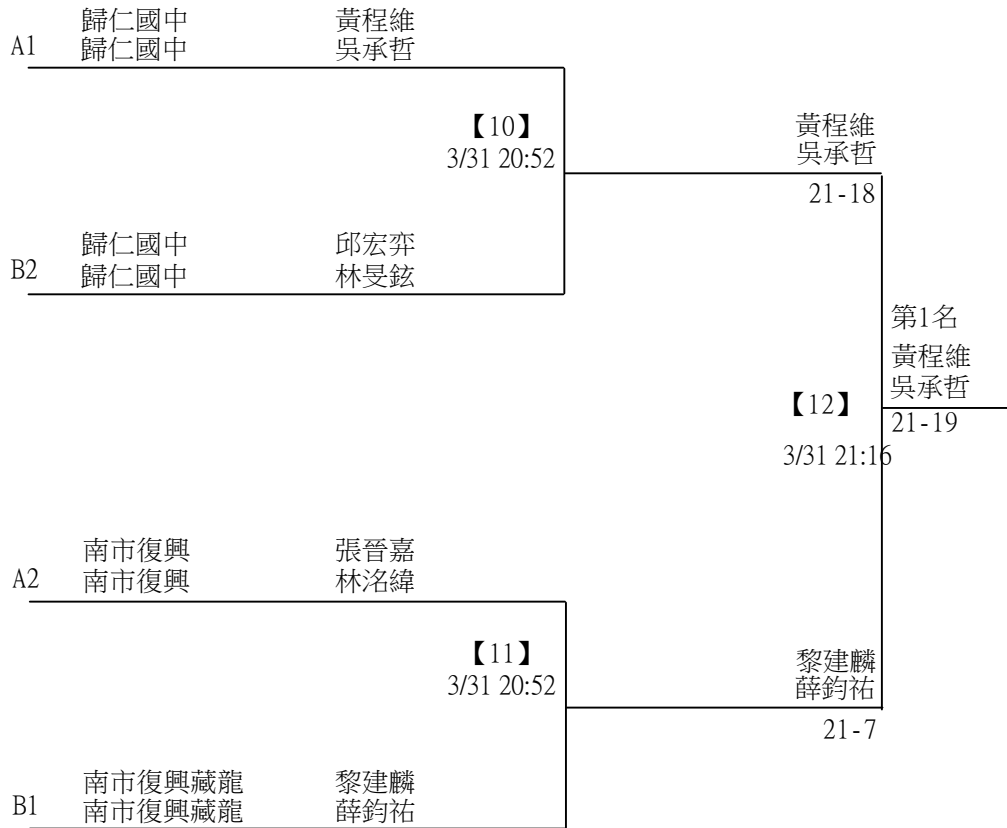 歸仁國中 黃程維
A1 歸仁國中 吳承哲
【10】
3/31 20:52
黃程維
吳承哲
21-18
歸仁國中 邱宏弈
B2 歸仁國中 林旻鉉
第1名
黃程維
吳承哲
【12】
21-19
3/31 21:16
南市復興 張晉嘉
A2 南市復興 林洺緯
【11】
3/31 20:52
黎建麟
薛鈞祐
21-7
南市復興藏龍 黎建麟
B1 南市復興藏龍 薛鈞祐